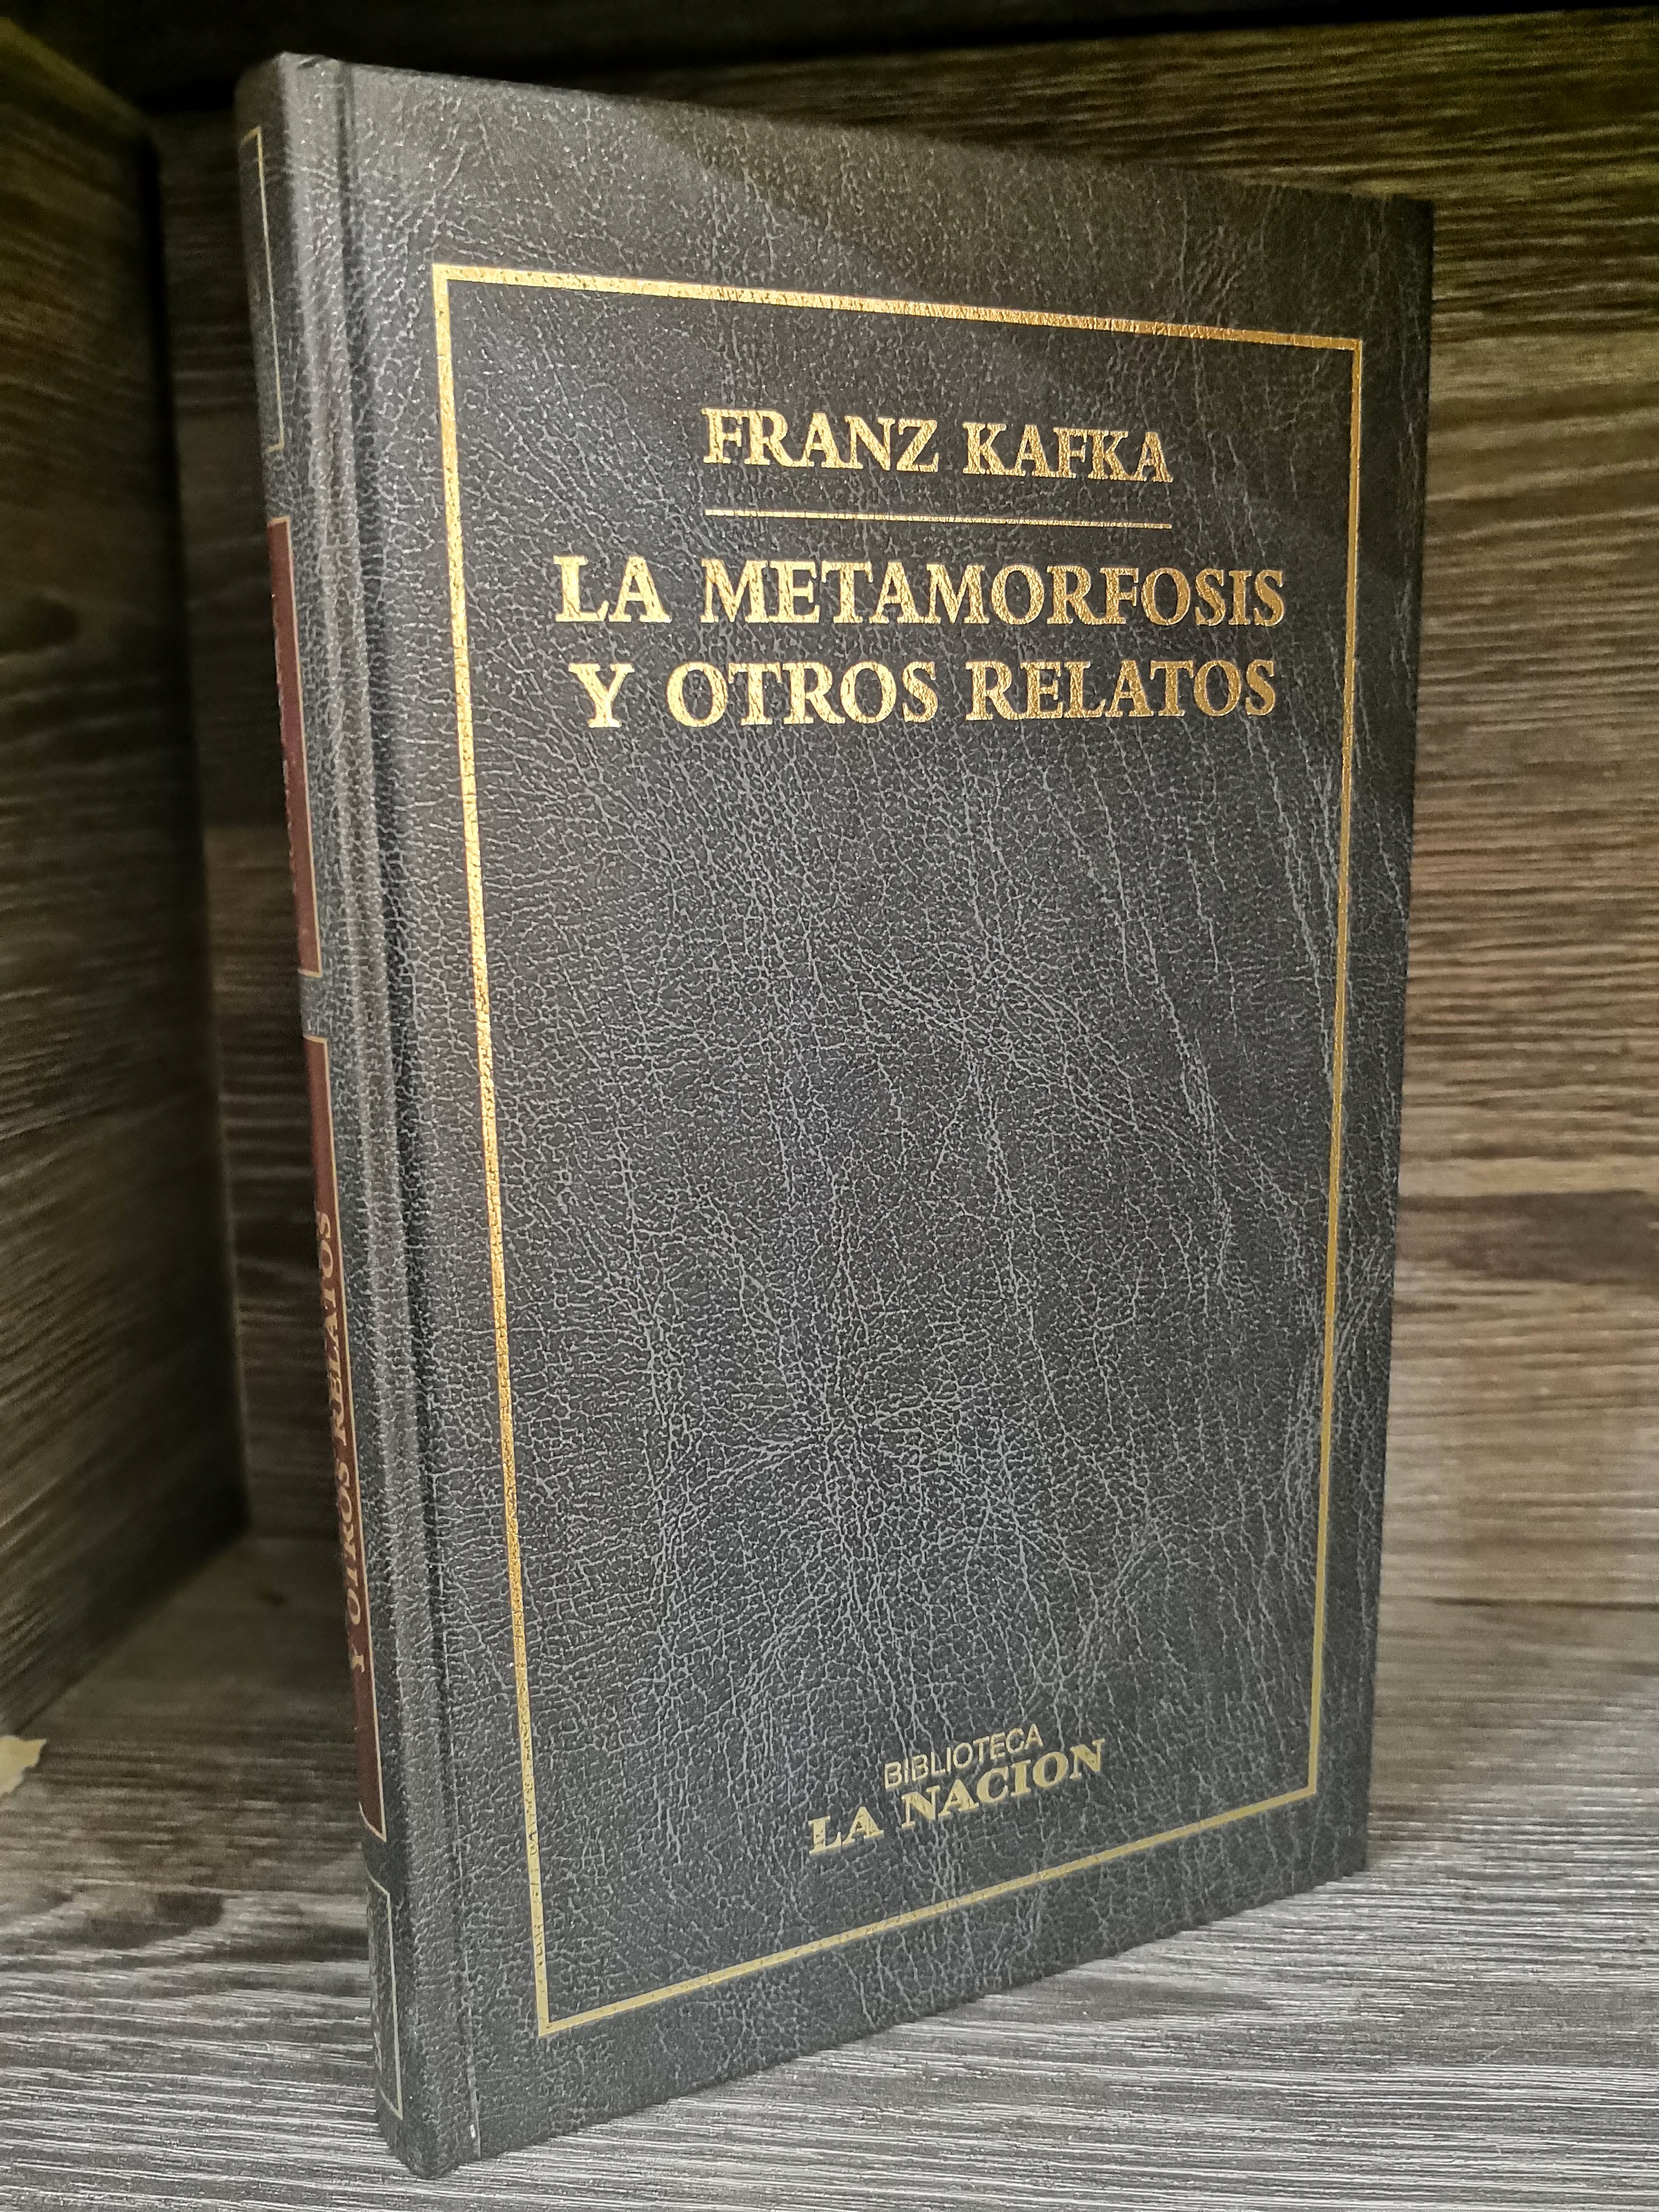 FRANZ KAFKA
LA METAMORFOSIS
Y OTROS RELATOS
BIBLIOTECA
LA NACION
Y OTROS RELATOS